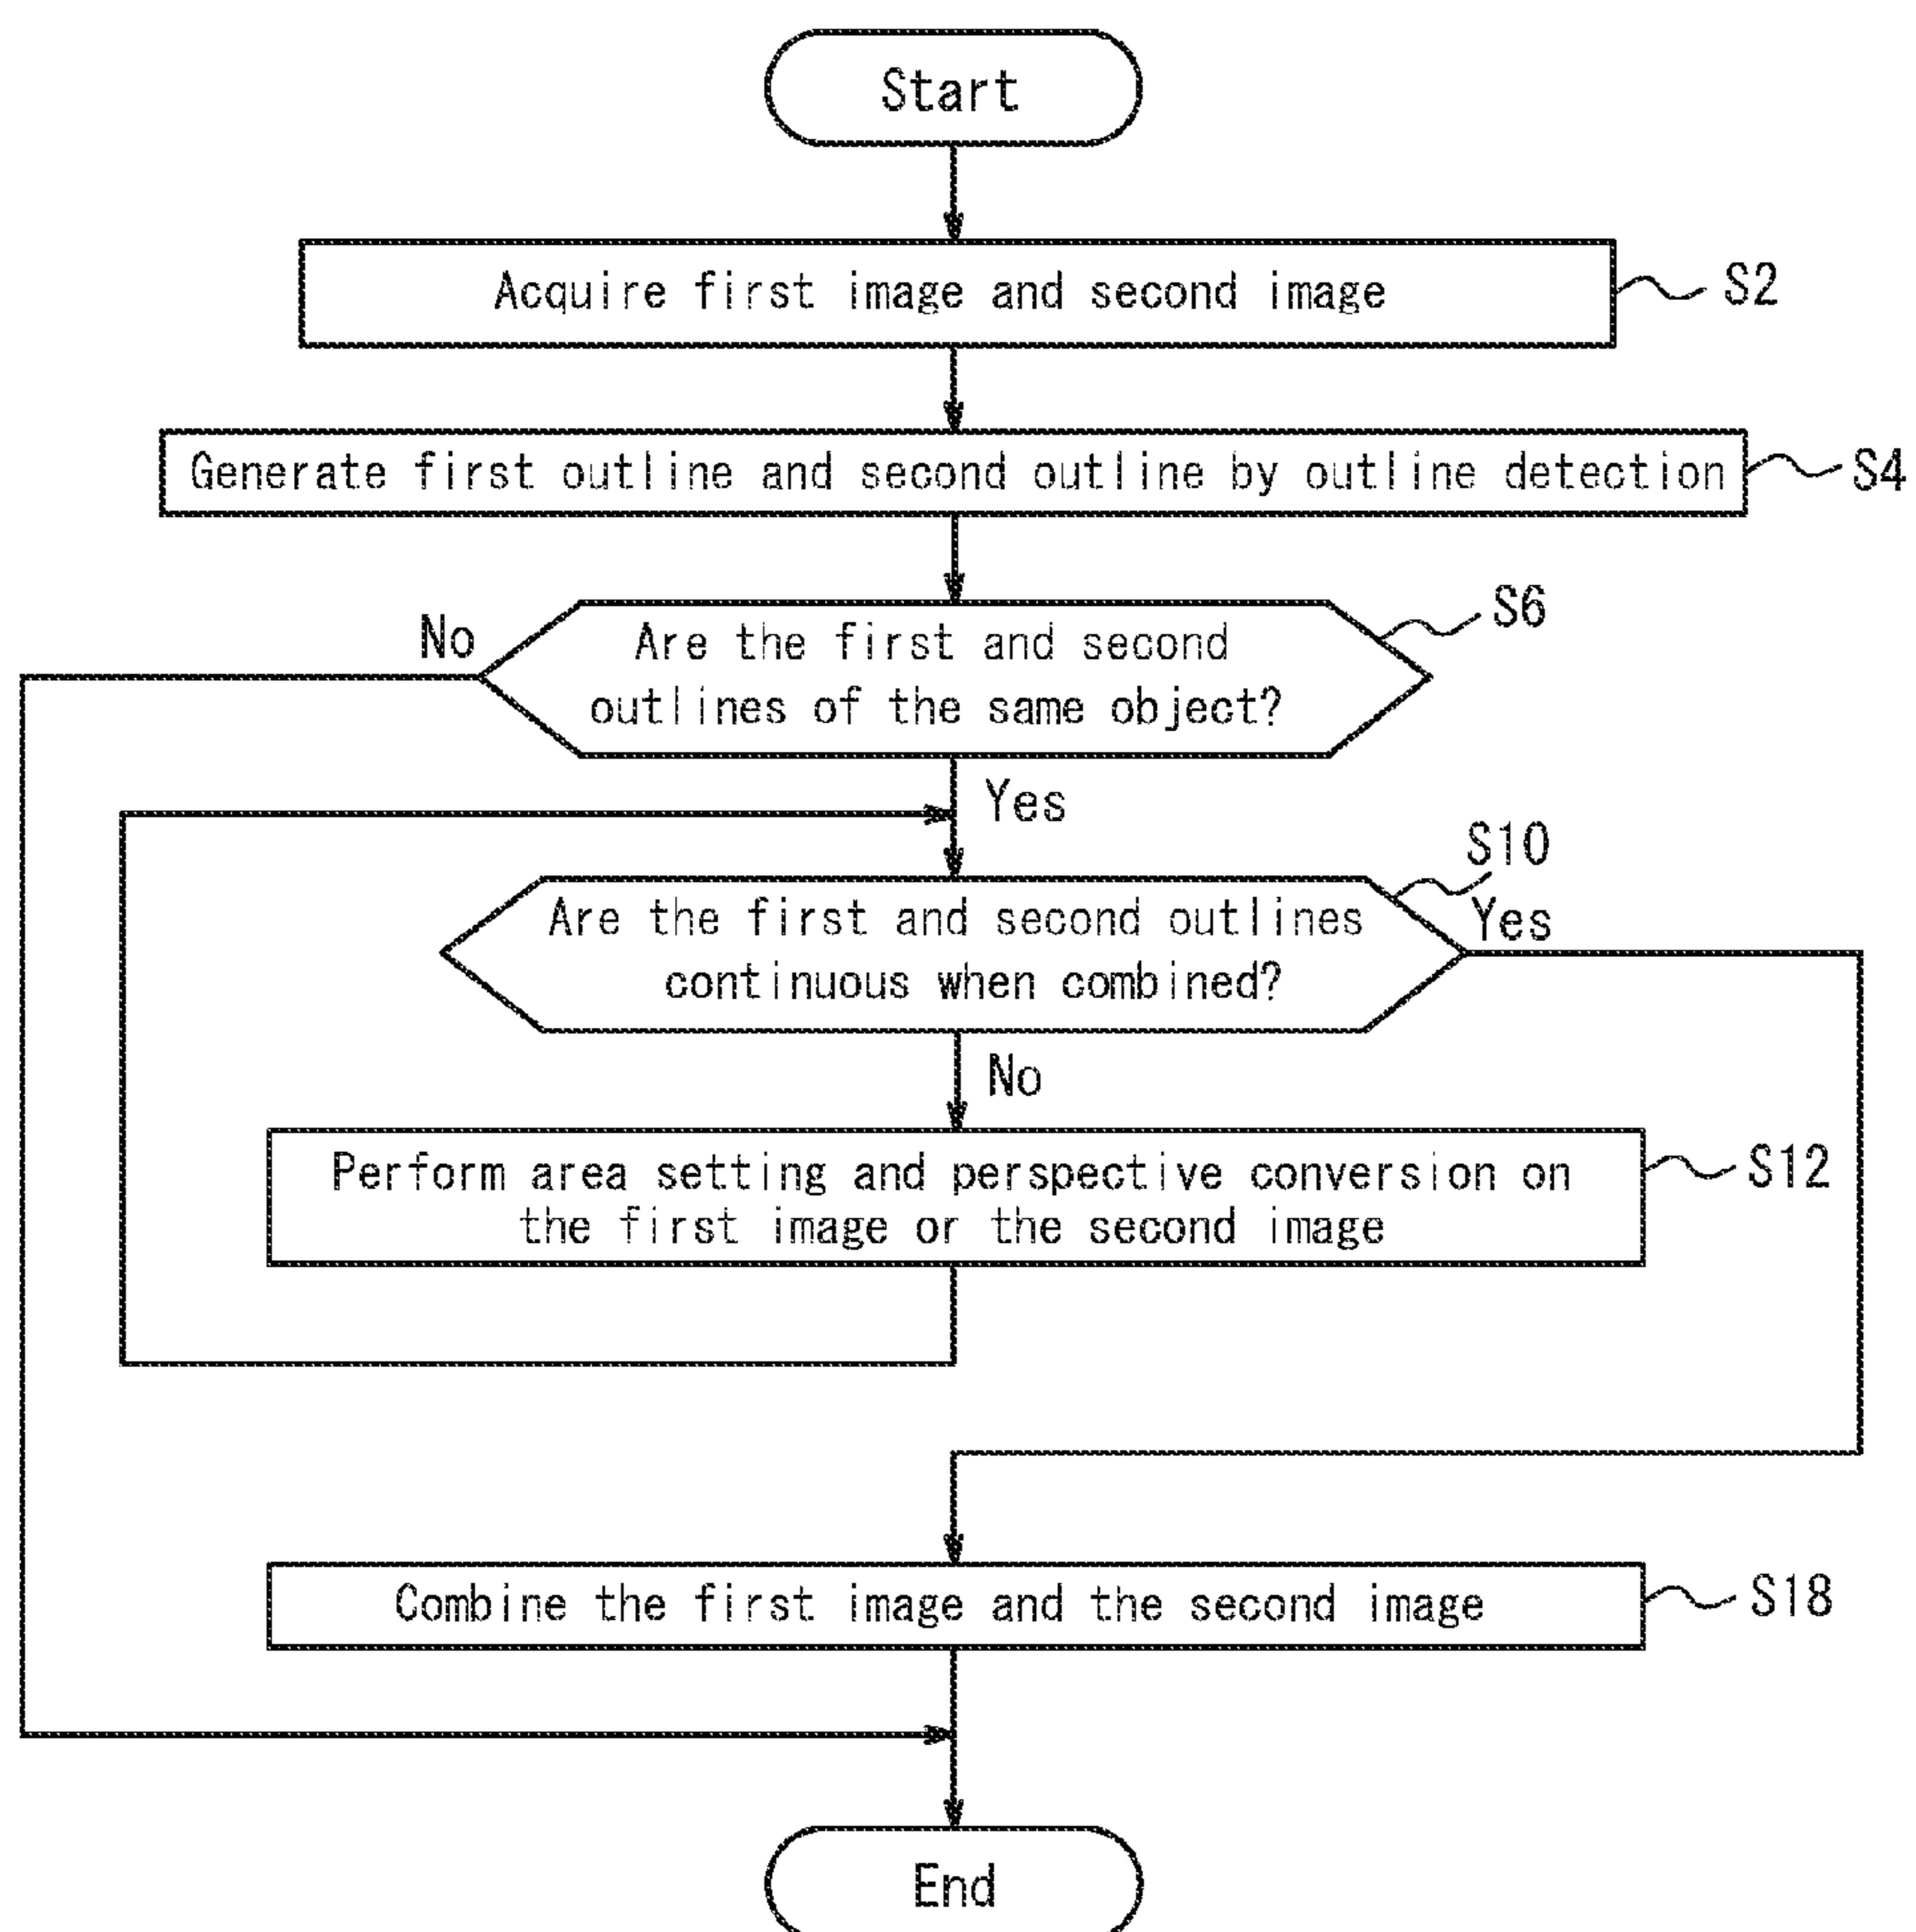 Start
Acquire first image and second image
S2
Generate first outline and second outline by outline detection
S4
No
Are the first and second
outlines of the same object?
S6
Yes
S10
Are the first and second outlines
continuous when combined?
Yes
No
Perform area setting and perspective conversion on
the first image or the second image
S12
Combine the first image and the second image
S18
End